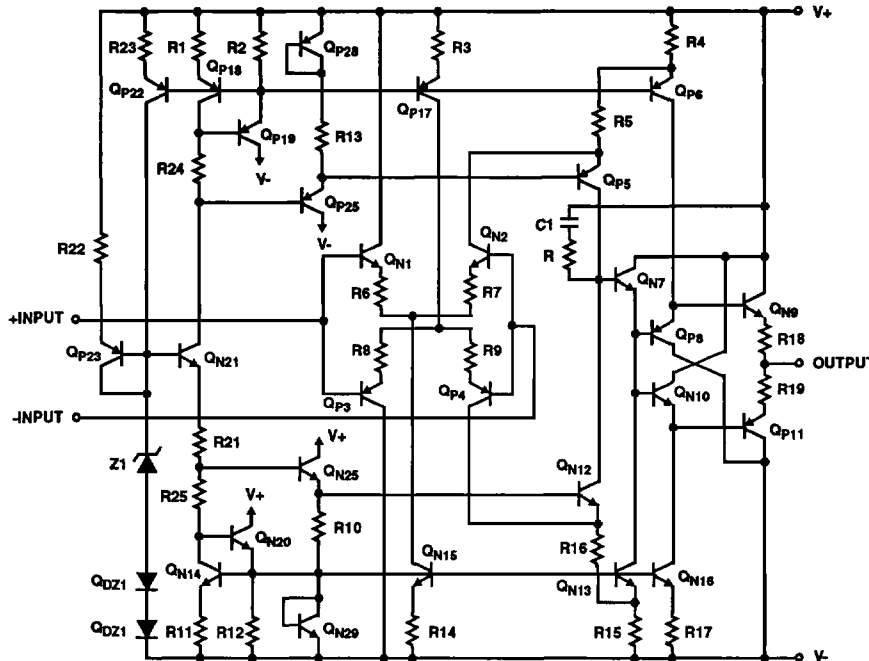 V+
R23
R1
R2
QP28
R3
R4
QP22
QP18
QP17
QP6
QP19
R13
R5
V-
R24
QP25
QP5
V-
C1
R22
QN1
QN2
R
QN7
R6
R7
QN9
+INPUT
QP8
R18
R8
R9
OUTPUT
QP23
QN21
QP3
QP4
QN10
R19
-INPUT
QP11
R21
V+
Z1
QN25
QN12
R25
V+
R10
QN20
QN15
R16
QN14
QN13
QN16
QDZ1
QN29
QDZ1
R11
R12
R14
R15
R17
V-